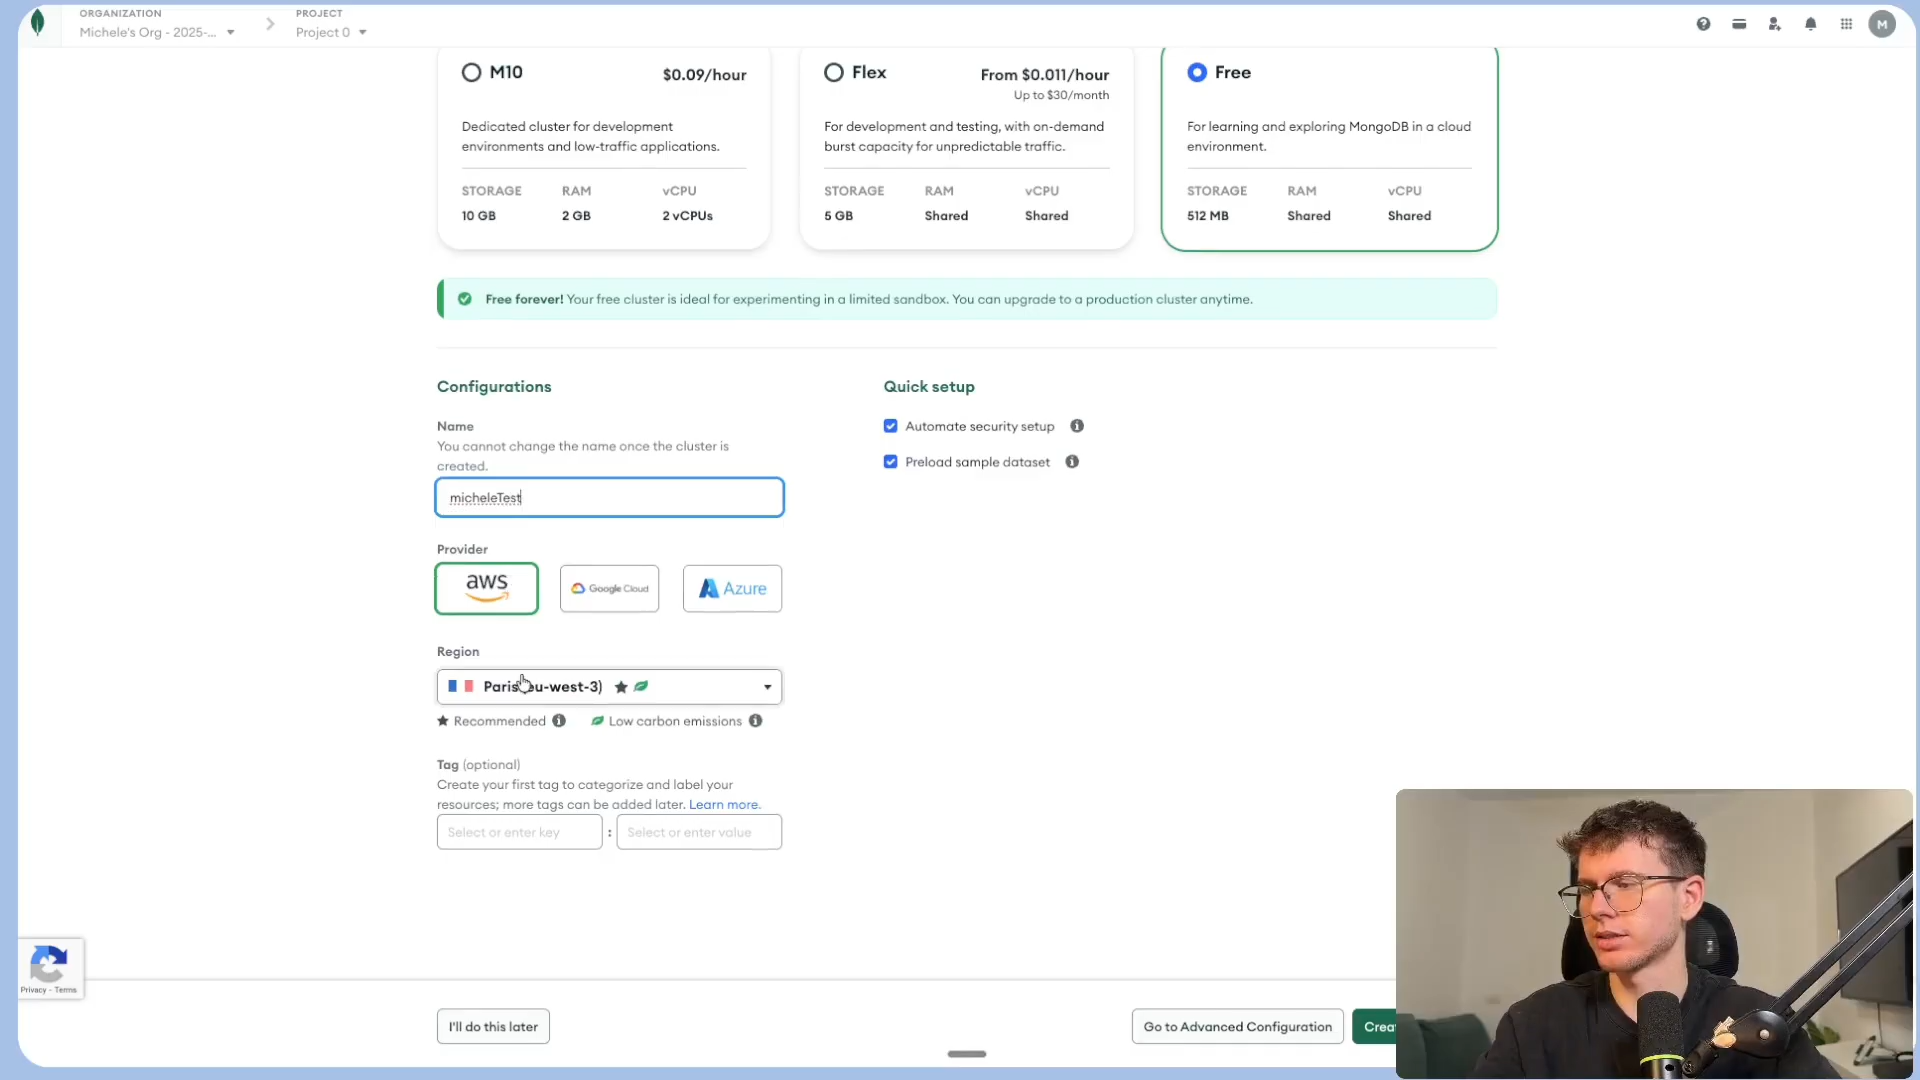 ORGANIZATION
Michele's Org - 2025-...
PROJECT
Project 0
M
M10
$0.09/hour
Dedicated cluster for development
environments and low-traffic applications.
STORAGE RAM vCPU
10 GB 2 GB 2 vCPUs
Flex
From $0.011/hour
Up to $30/month
For development and testing, with on-demand
burst capacity for unpredictable traffic.
STORAGE RAM vCPU
5 GB Shared Shared
Free
For learning and exploring MongoDB in a cloud
environment.
STORAGE RAM vCPU
512 MB Shared Shared
Free forever! Your free cluster is ideal for experimenting in a limited sandbox. You can upgrade to a production cluster anytime.
Configurations
Name
You cannot change the name once the cluster is
created.
micheleTest
Provider
aws
Google Cloud
Azure
Region
Paris (eu-west-3)
Recommended
Low carbon emissions
Tag (optional)
Create your first tag to categorize and label your
resources; more tags can be added later. Learn more.
Select or enter key : Select or enter value
Quick setup
Automate security setup
Preload sample dataset
Privacy - Terms
I'll do this later
Go to Advanced Configuration